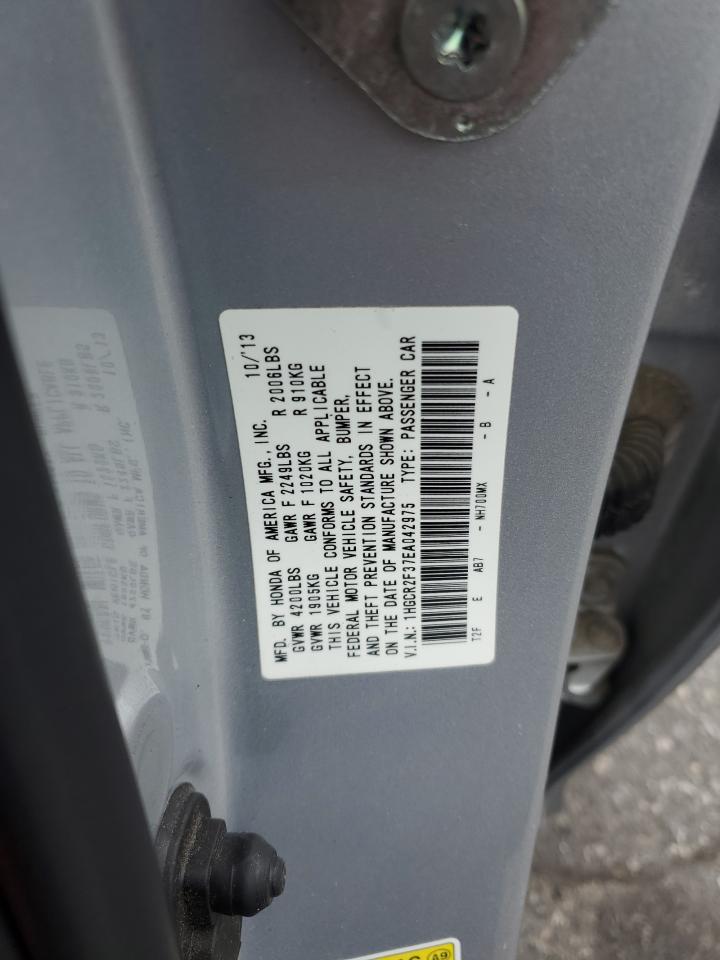 MFD. BY HONDA OF AMERICA MFG., INC. 10/'13
GVWR 4200LBS GAWR F 2249LBS R 2006LBS
GVWR 1905KG GAWR F 1020KG R 910KG
THIS VEHICLE CONFORMS TO ALL APPLICABLE
FEDERAL MOTOR VEHICLE SAFETY, BUMPER,
AND THEFT PREVENTION STANDARDS IN EFFECT
ON THE DATE OF MANUFACTURE SHOWN ABOVE.
V.I.N.: 1HGCR2F37EA042975 TYPE: PASSENGER CAR
T2F E AB7 - NH700MX - B - A
A9